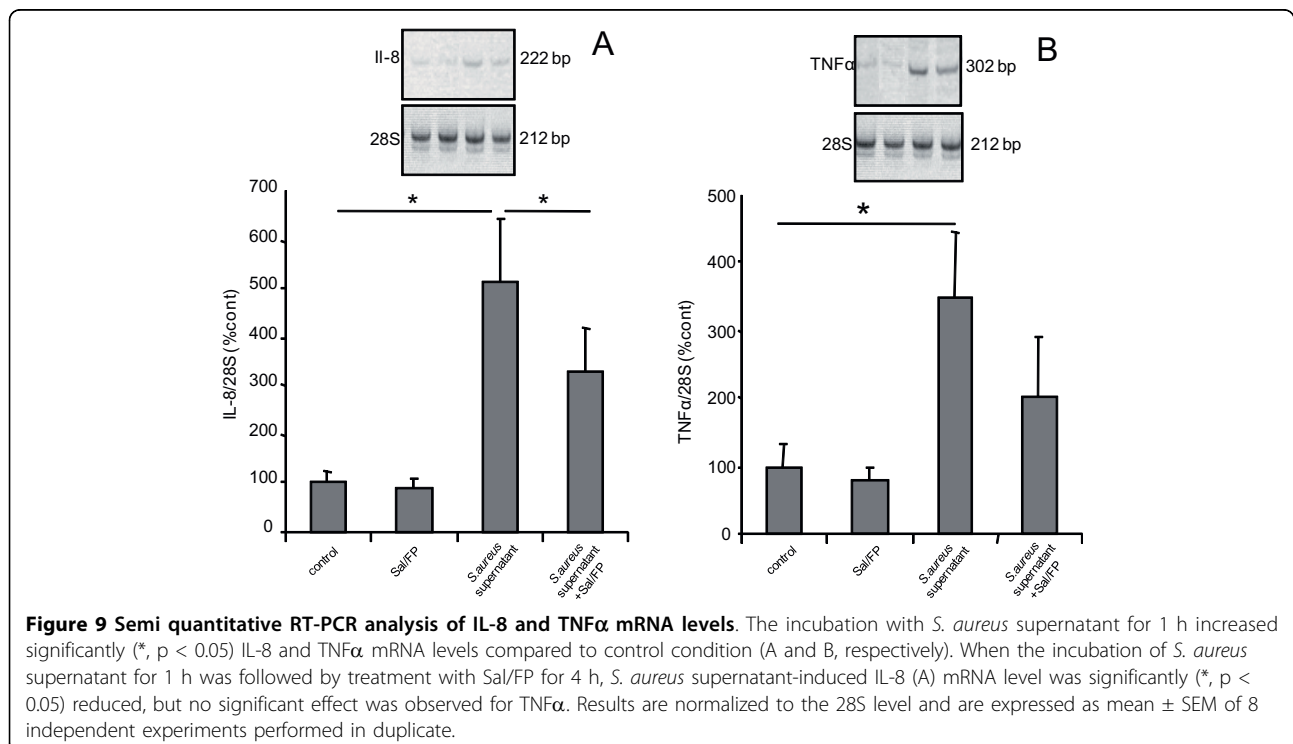 A
Il-8 222 bp
28S 212 bp
700
600
500
400
300
200
100
0
IL-8/28S (%cont)
* *
control
Sal/FP
S.aureus
supernatant
S.aureus
supernatant
+Sal/FP
B
TNFα 302 bp
28S 212 bp
500
400
300
200
100
0
TNFα/28S (%cont)
*
control
Sal/FP
S.aureus
supernatant
S.aureus
supernatant
+Sal/FP
Figure 9 Semi quantitative RT-PCR analysis of IL-8 and TNFα mRNA levels. The incubation with S. aureus supernatant for 1 h increased
significantly (*, p < 0.05) IL-8 and TNFα mRNA levels compared to control condition (A and B, respectively). When the incubation of S. aureus
supernatant for 1 h was followed by treatment with Sal/FP for 4 h, S. aureus supernatant-induced IL-8 (A) mRNA level was significantly (*, p <
0.05) reduced, but no significant effect was observed for TNFα. Results are normalized to the 28S level and are expressed as mean ± SEM of 8
independent experiments performed in duplicate.